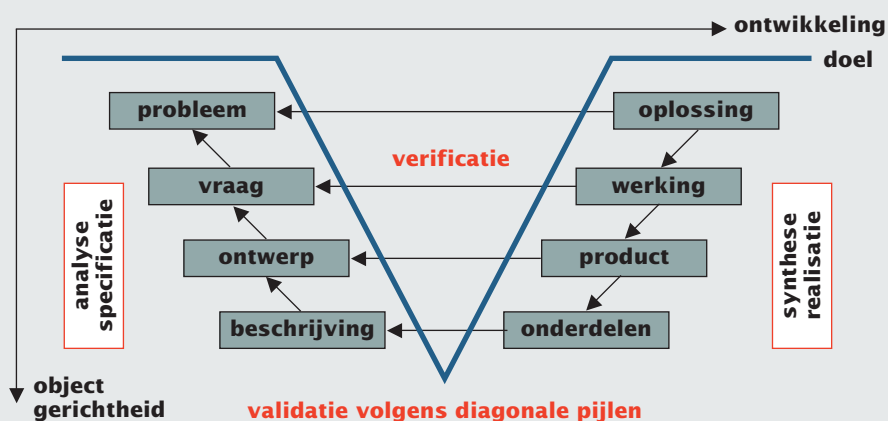 ontwikkeling
doel
probleem
oplossing
verificatie
vraag
werking
analyse
specificatie
synthese
realisatie
ontwerp
product
beschrijving
onderdelen
object
gerichtheid
validatie volgens diagonale pijlen